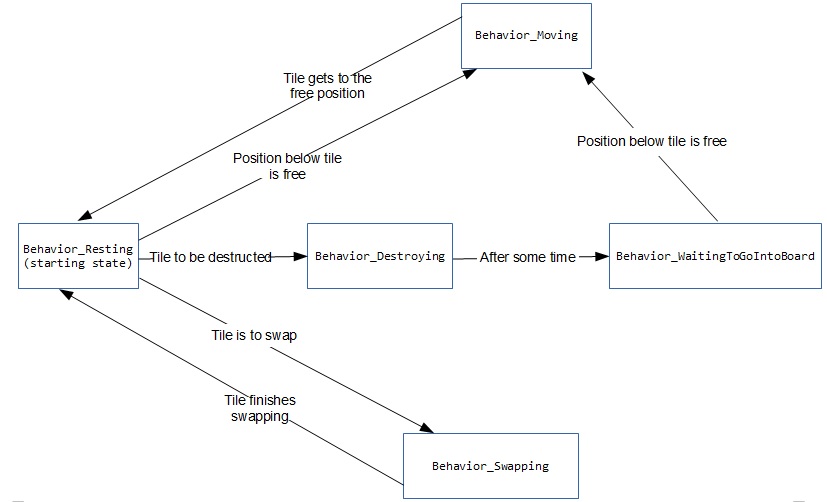 Behavior_Moving
Tile gets to the
free position
Position below tile is free
Position below tile
is free
Behavior_Resting
(starting state)
Tile to be destructed
Behavior_Destroying
After some time
Behavior_WaitingToGoIntoBoard
Tile is to swap
Tile finishes
swapping
Behavior_Swapping